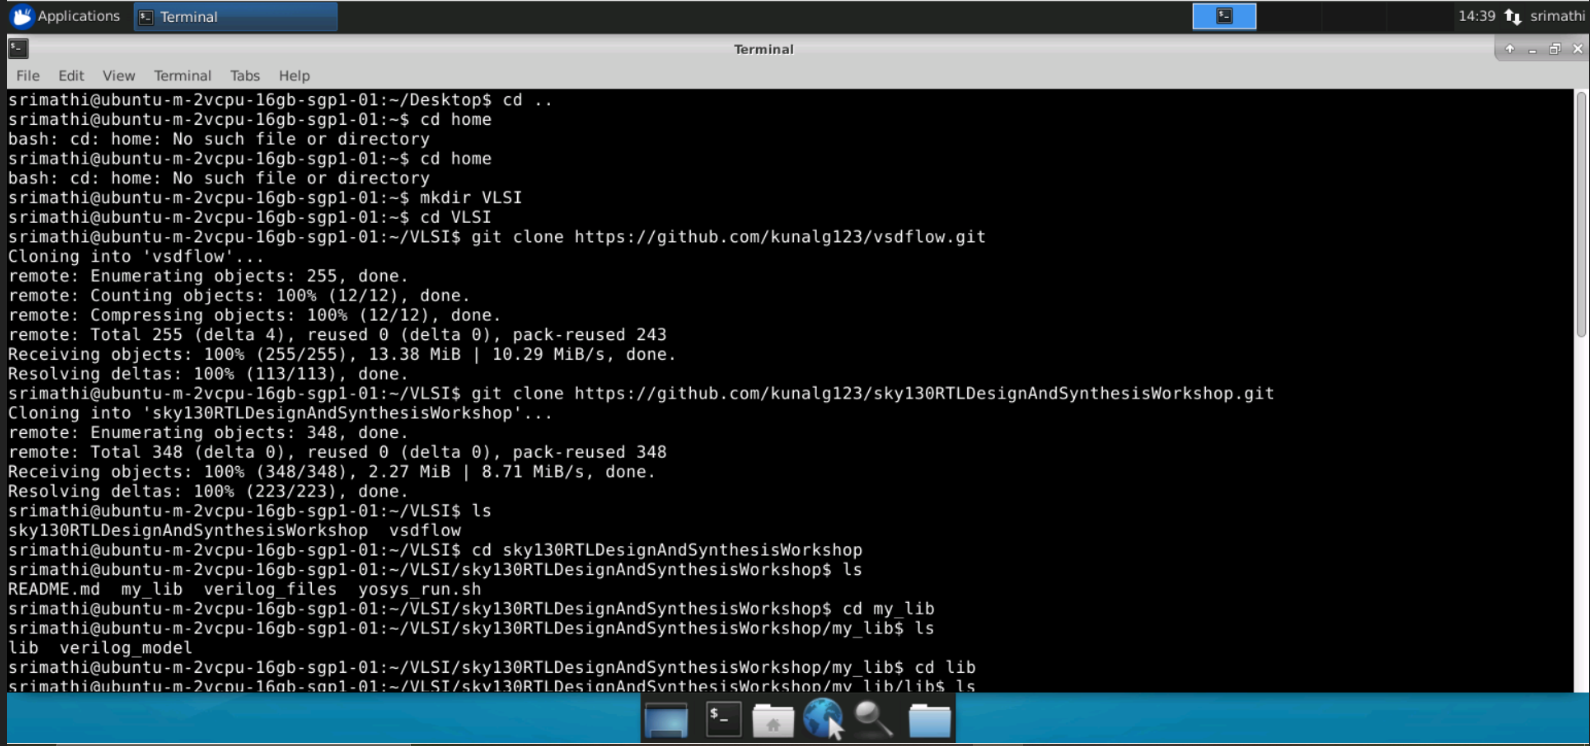 Applications
Terminal
14:39
srimathi
Terminal
File Edit View Terminal Tabs Help
srimathi@ubuntu-m-2vcpu-16gb-sgp1-01:~/Desktop$ cd ..
srimathi@ubuntu-m-2vcpu-16gb-sgp1-01:~$ cd home
bash: cd: home: No such file or directory
srimathi@ubuntu-m-2vcpu-16gb-sgp1-01:~$ cd home
bash: cd: home: No such file or directory
srimathi@ubuntu-m-2vcpu-16gb-sgp1-01:~$ mkdir VLSI
srimathi@ubuntu-m-2vcpu-16gb-sgp1-01:~$ cd VLSI
srimathi@ubuntu-m-2vcpu-16gb-sgp1-01:~/VLSI$ git clone https://github.com/kunalg123/vsdflow.git
Cloning into 'vsdflow'...
remote: Enumerating objects: 255, done.
remote: Counting objects: 100% (12/12), done.
remote: Compressing objects: 100% (12/12), done.
remote: Total 255 (delta 4), reused 0 (delta 0), pack-reused 243
Receiving objects: 100% (255/255), 13.38 MiB | 10.29 MiB/s, done.
Resolving deltas: 100% (113/113), done.
srimathi@ubuntu-m-2vcpu-16gb-sgp1-01:~/VLSI$ git clone https://github.com/kunalg123/sky130RTLDesignAndSynthesisWorkshop.git
Cloning into 'sky130RTLDesignAndSynthesisWorkshop'...
remote: Enumerating objects: 348, done.
remote: Total 348 (delta 0), reused 0 (delta 0), pack-reused 348
Receiving objects: 100% (348/348), 2.27 MiB | 8.71 MiB/s, done.
Resolving deltas: 100% (223/223), done.
srimathi@ubuntu-m-2vcpu-16gb-sgp1-01:~/VLSI$ ls
sky130RTLDesignAndSynthesisWorkshop  vsdflow
srimathi@ubuntu-m-2vcpu-16gb-sgp1-01:~/VLSI$ cd sky130RTLDesignAndSynthesisWorkshop
srimathi@ubuntu-m-2vcpu-16gb-sgp1-01:~/VLSI/sky130RTLDesignAndSynthesisWorkshop$ ls
README.md  my_lib  verilog_files  yosys_run.sh
srimathi@ubuntu-m-2vcpu-16gb-sgp1-01:~/VLSI/sky130RTLDesignAndSynthesisWorkshop$ cd my_lib
srimathi@ubuntu-m-2vcpu-16gb-sgp1-01:~/VLSI/sky130RTLDesignAndSynthesisWorkshop/my_lib$ ls
lib  verilog_model
srimathi@ubuntu-m-2vcpu-16gb-sgp1-01:~/VLSI/sky130RTLDesignAndSynthesisWorkshop/my_lib$ cd lib
srimathi@ubuntu-m-2vcpu-16gb-sgp1-01:~/VLSI/sky130RTLDesignAndSynthesisWorkshop/my_lib/lib$ ls